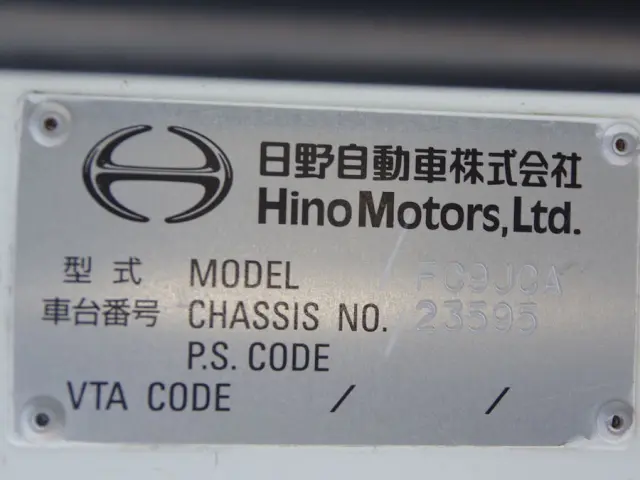 日野自動車株式会社
Hino Motors, Ltd.
型式 MODEL FC9JCA
車台番号 CHASSIS NO. 23595
P.S. CODE
VTA CODE / /